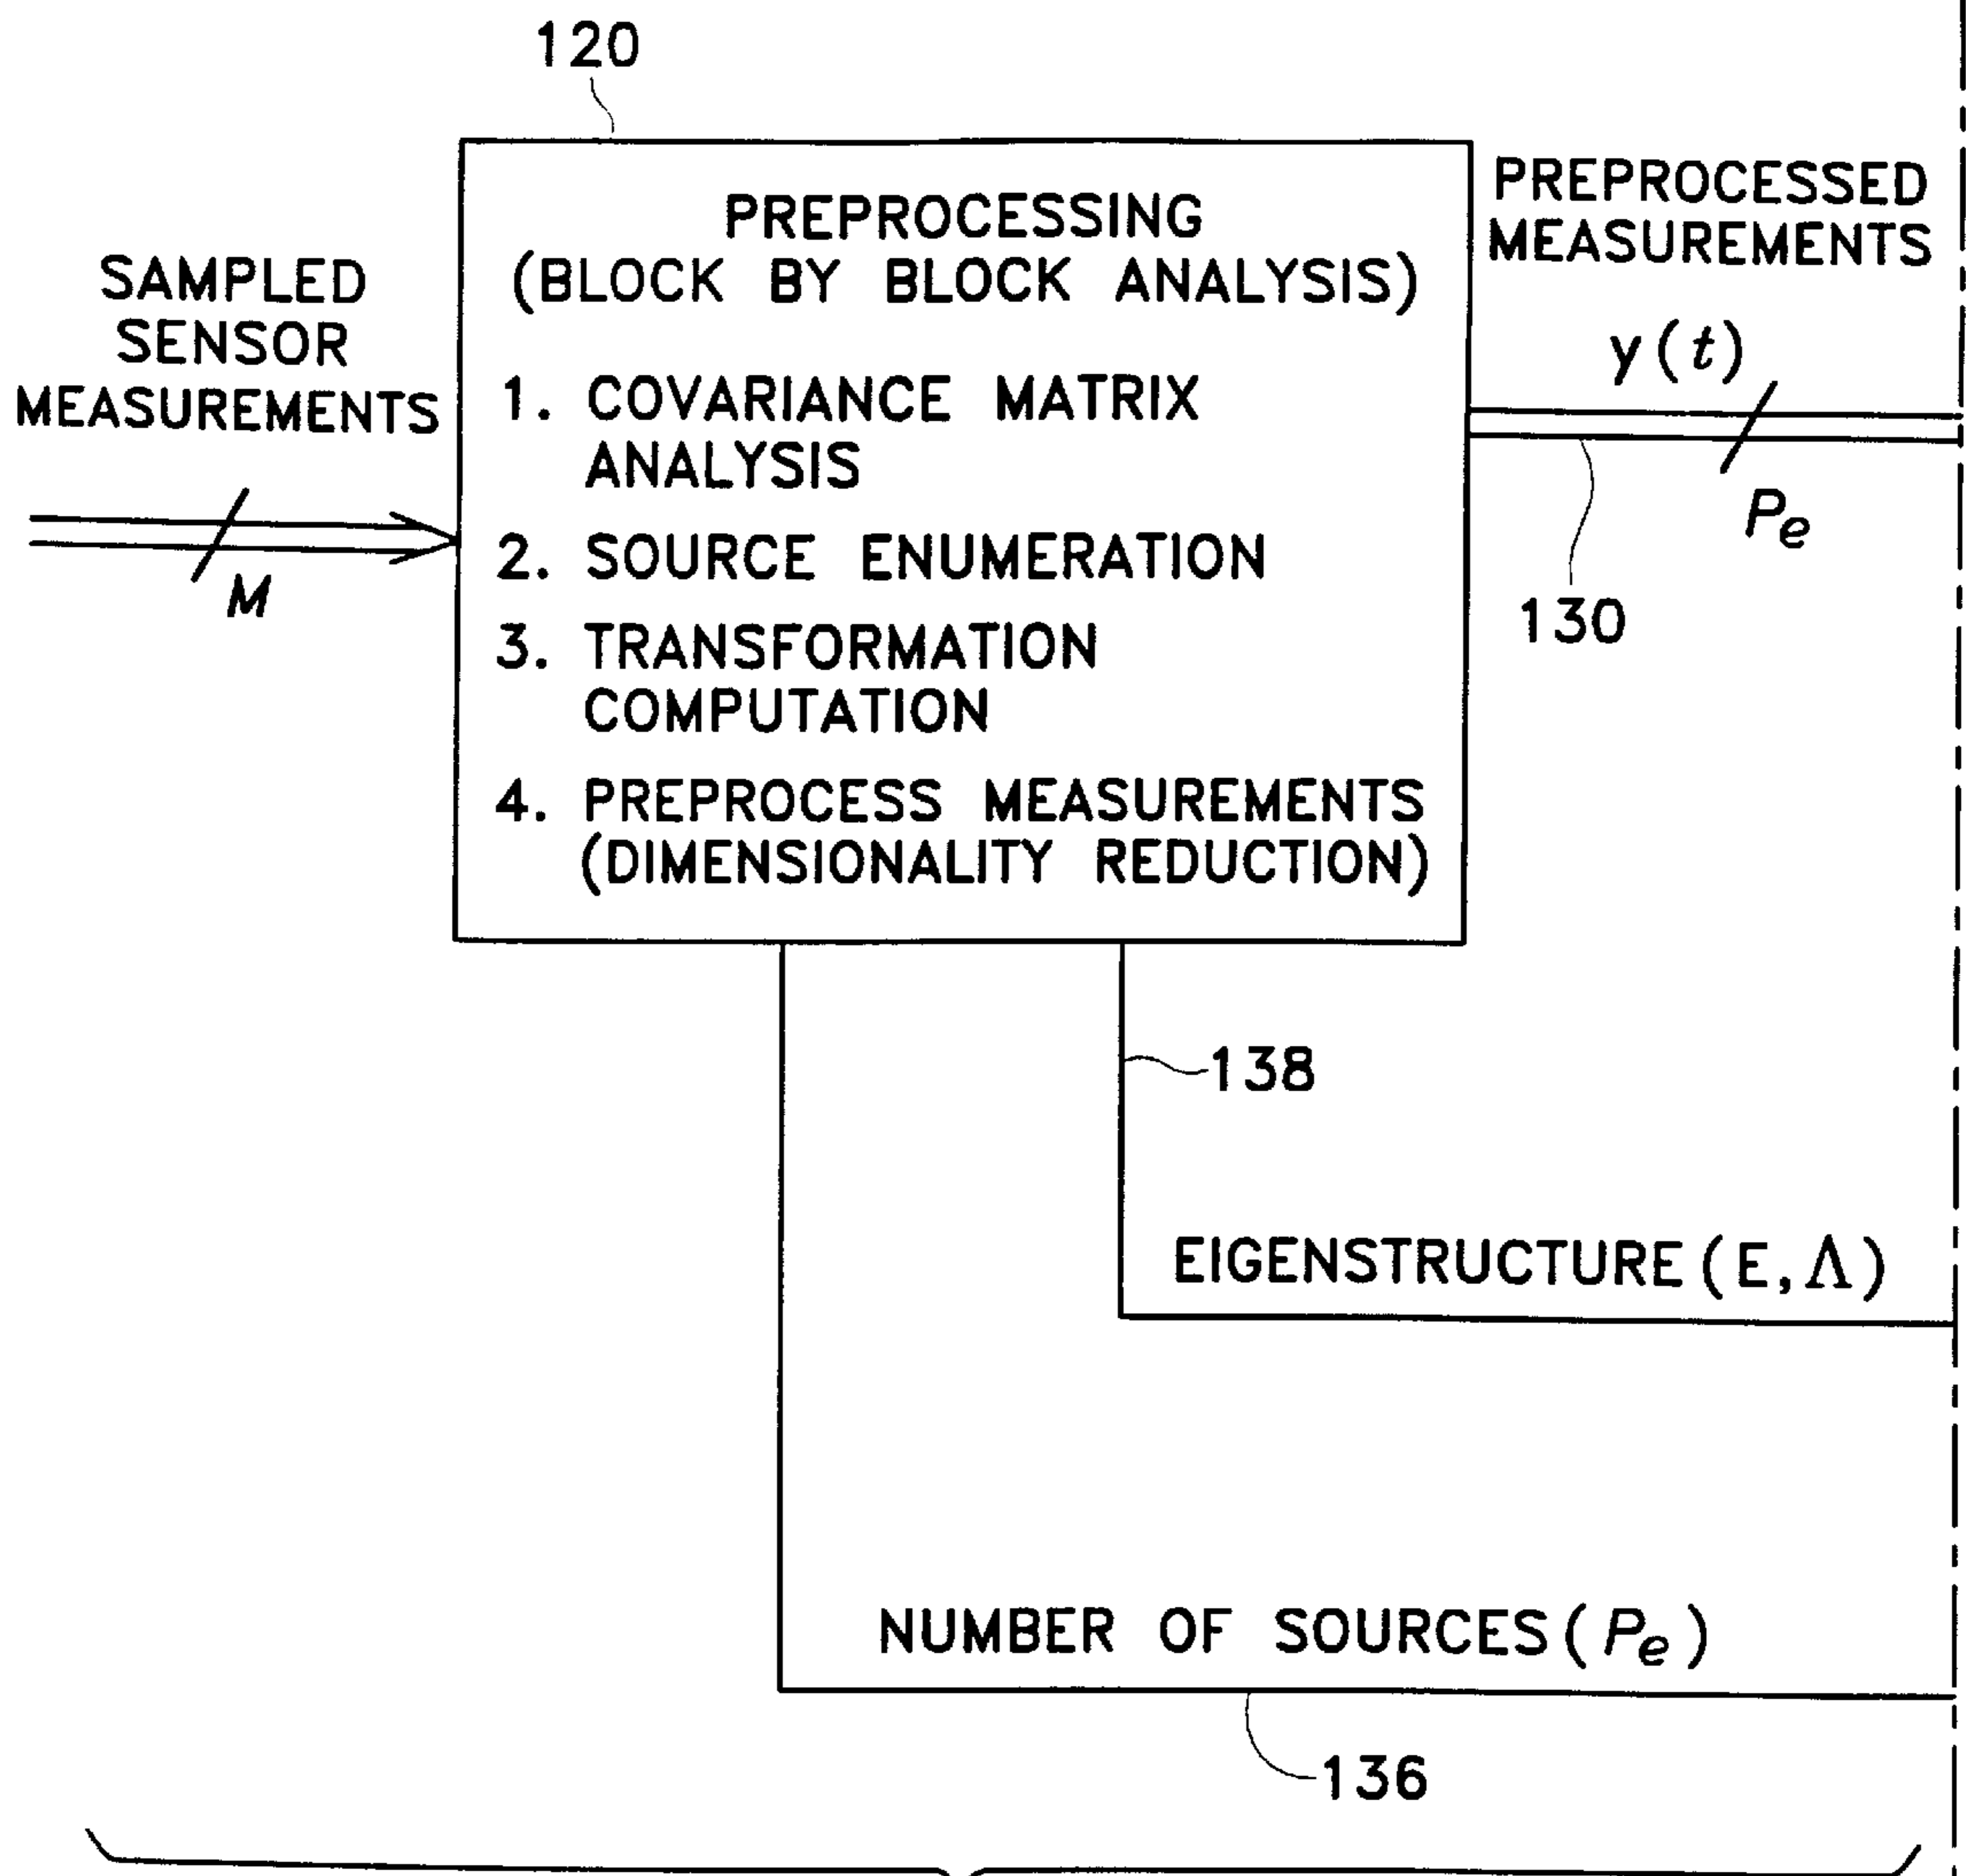 120
PREPROCESSING
(BLOCK BY BLOCK ANALYSIS)
1. COVARIANCE MATRIX
ANALYSIS
2. SOURCE ENUMERATION
3. TRANSFORMATION
COMPUTATION
4. PREPROCESS MEASUREMENTS
(DIMENSIONALITY REDUCTION)
SAMPLED
SENSOR
MEASUREMENTS
M
PREPROCESSED
MEASUREMENTS
y(t)
Pe
130
138
EIGENSTRUCTURE (E, Λ)
NUMBER OF SOURCES (Pe)
136